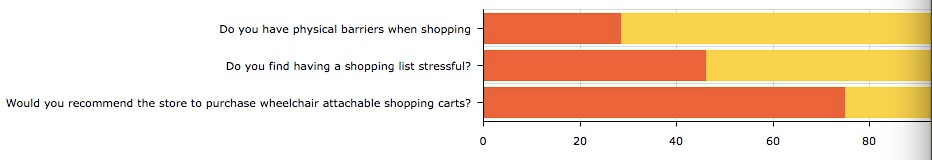 Do you have physical barriers when shopping
Do you find having a shopping list stressful?
Would you recommend the store to purchase wheelchair attachable shopping carts?
0 20 40 60 80